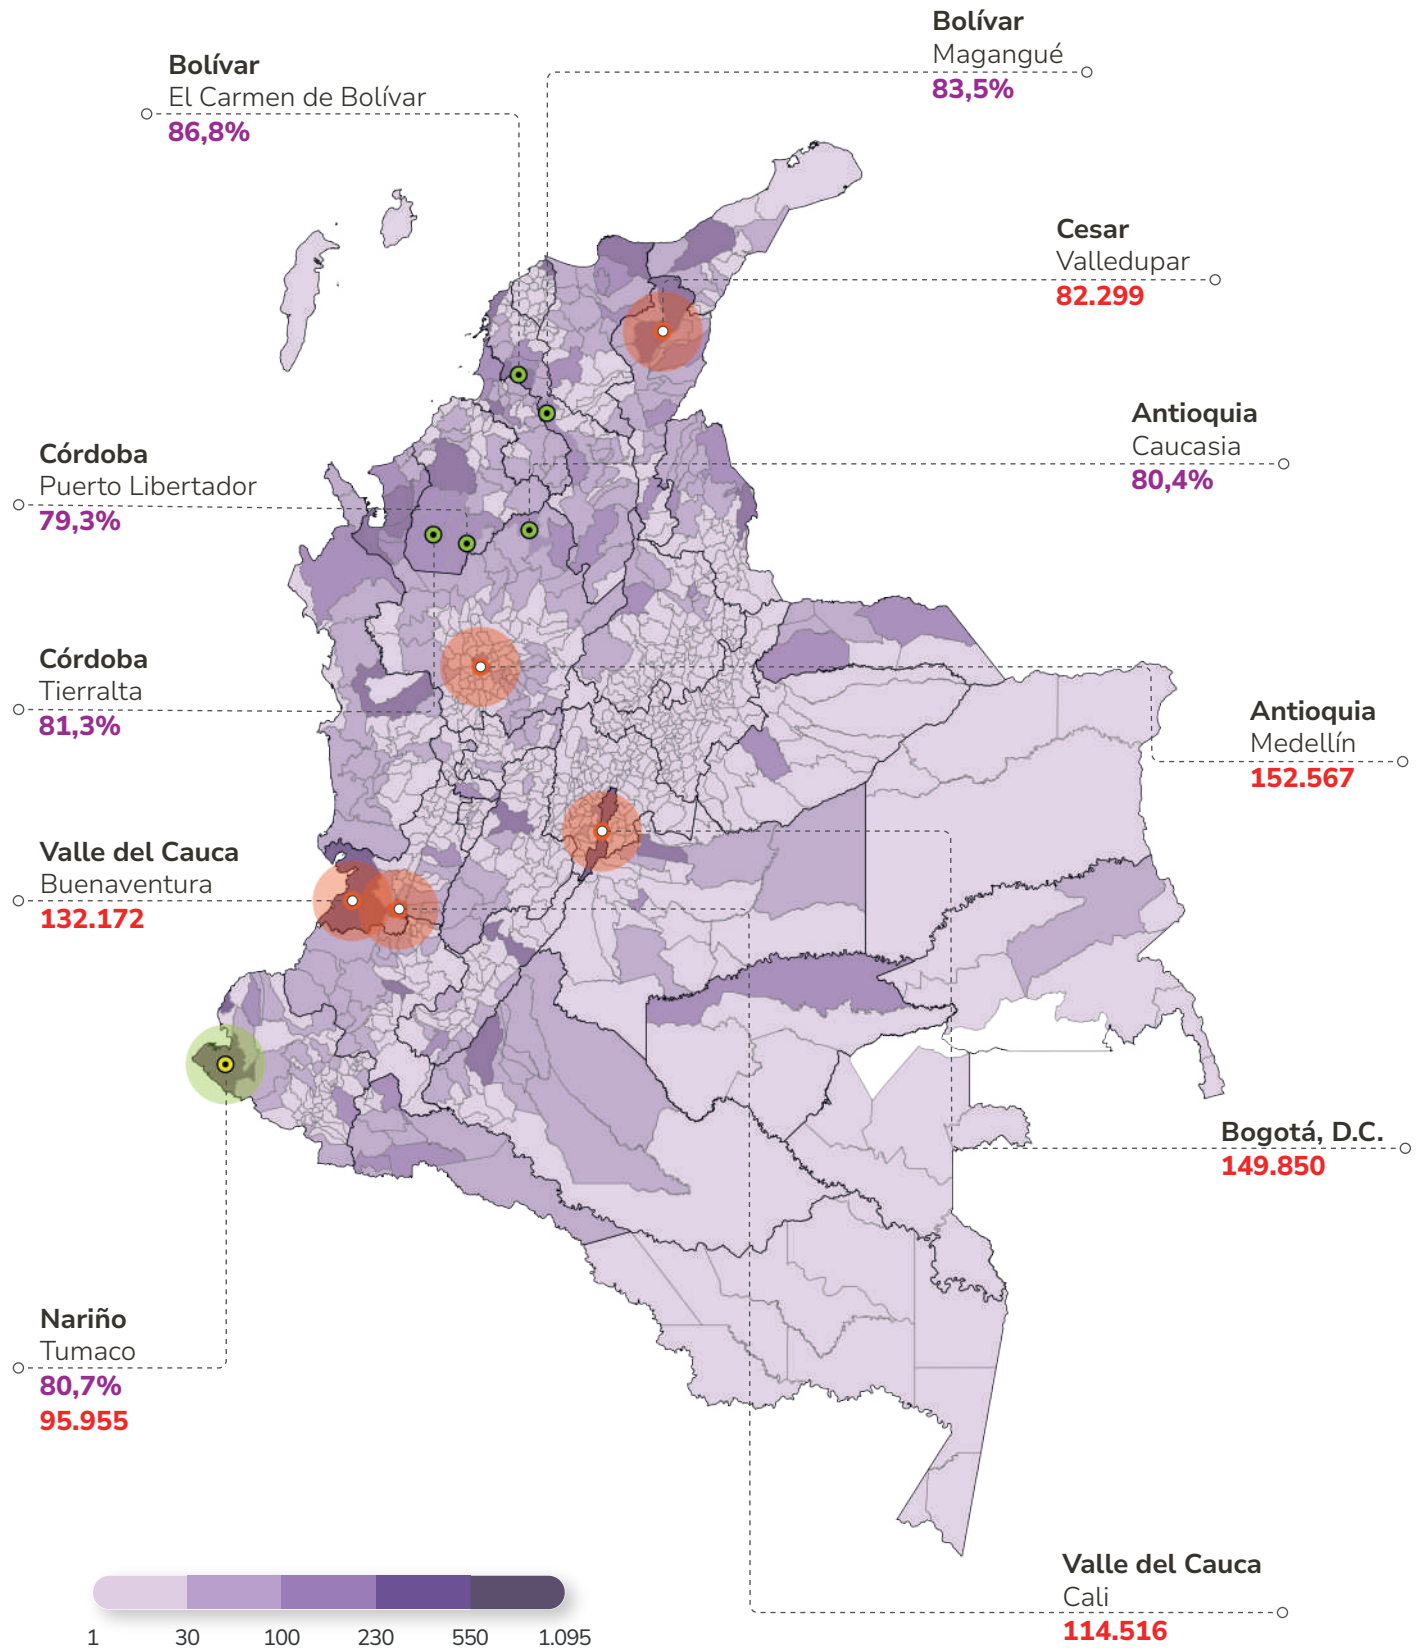 Bolívar
Magangué
83,5%
Bolívar
El Carmen de Bolívar
86,8%
Cesar
Valledupar
82.299
Antioquia
Caucasia
80,4%
Córdoba
Puerto Libertador
79,3%
Córdoba
Tierralta
81,3%
Antioquia
Medellín
152.567
Valle del Cauca
Buenaventura
132.172
Bogotá, D.C.
149.850
Nariño
Tumaco
80,7%
95.955
Valle del Cauca
Cali
114.516
1 30 100 230 550 1.095